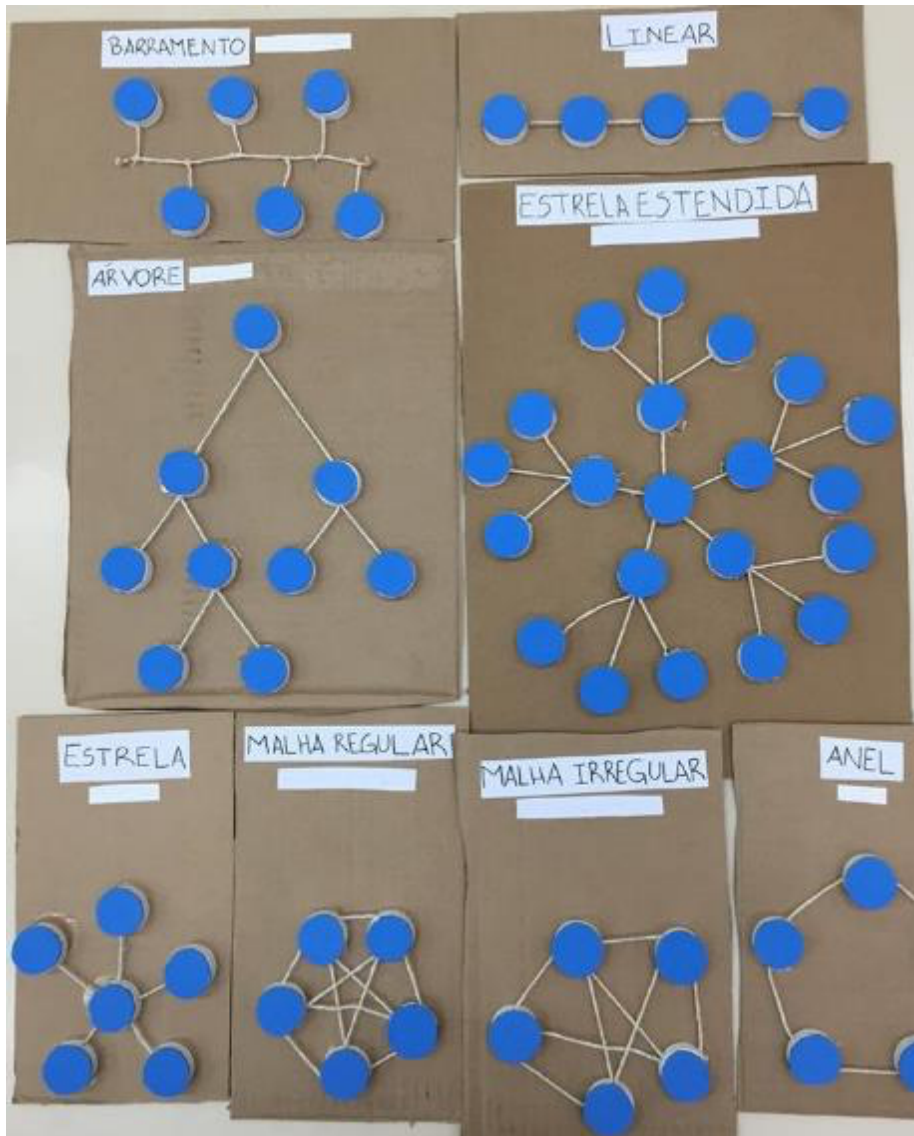 BARRAMENTO
LINEAR
ESTRELA ESTENDIDA
ÁRVORE
ESTRELA
MALHA REGULAR
MALHA IRREGULAR
ANEL